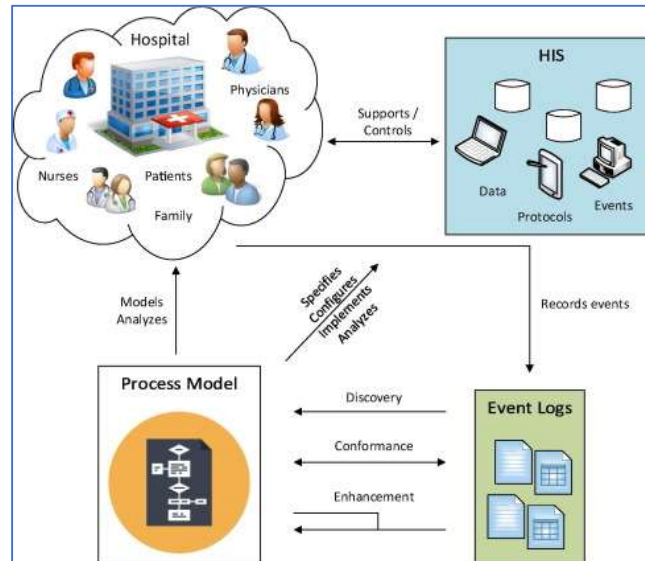 Hospital
Physicians
Nurses
Patients
Family
HIS
Supports /
Controls
Data
Protocols
Events
Models
Analyzes
Specifies
Configures
Implements
Analyzes
Records events
Process Model
Discovery
Conformance
Enhancement
Event Logs